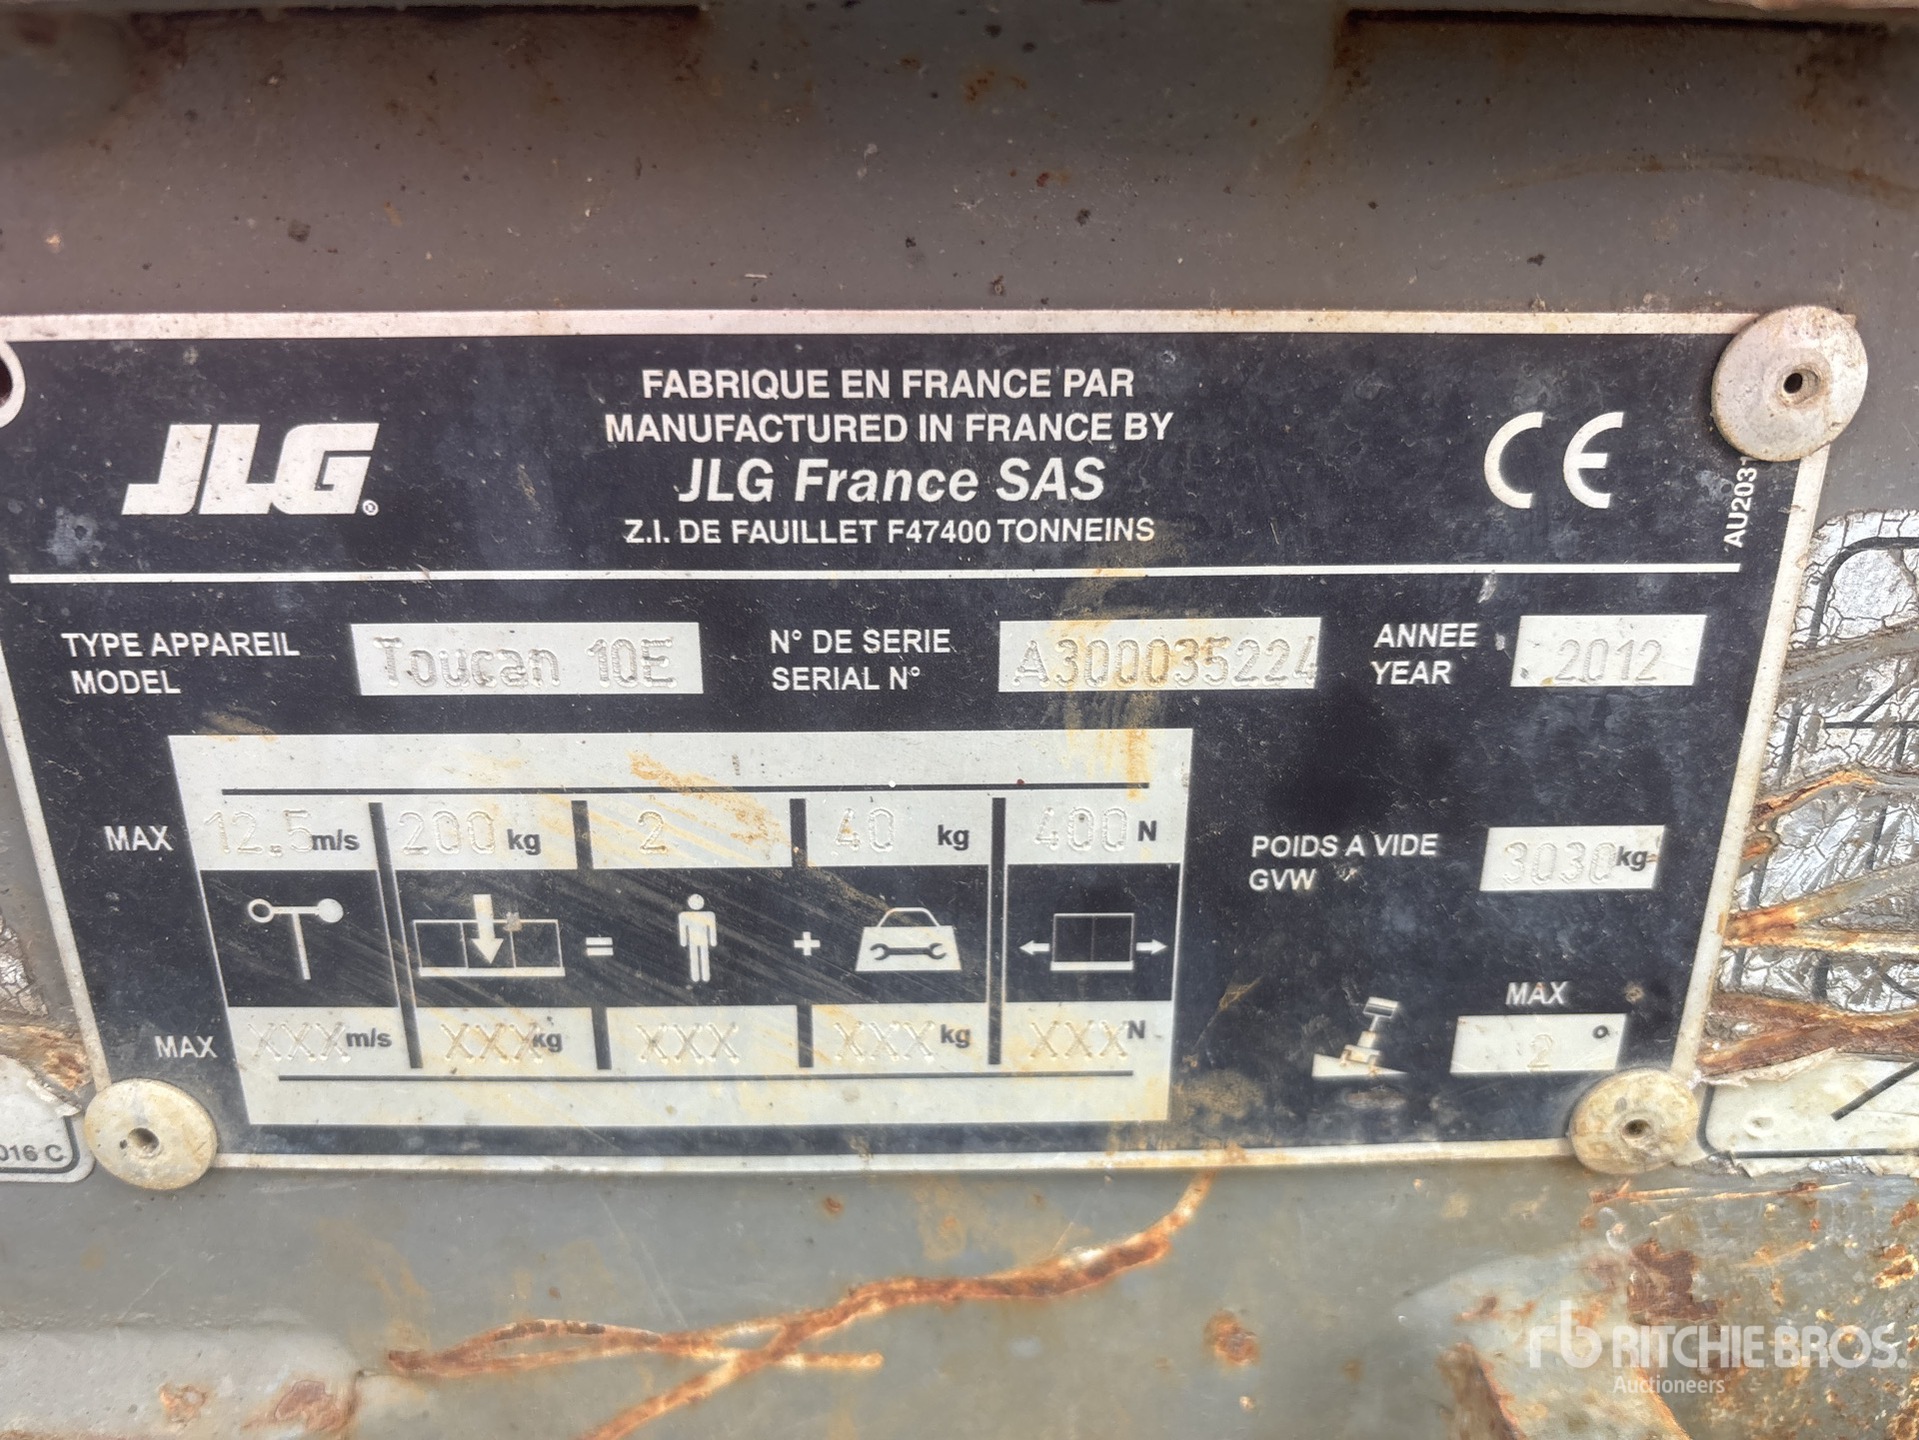 FABRIQUE EN FRANCE PAR
MANUFACTURED IN FRANCE BY
JLG®
JLG France SAS
CE
Z.I. DE FAUILLET F47400 TONNEINS
AU2031
TYPE APPAREIL Toucan 10E N° DE SERIE A300035224 ANNEE 2012
MODEL SERIAL N° YEAR
MAX 12.5 m/s 200 kg 2 40 kg 400 N
POIDS A VIDE 3030 kg
GVW
= +
MAX XXX m/s XXX kg XXX XXX kg XXX N
MAX
2 °
016 C
rb RITCHIE BROS.
Auctioneers